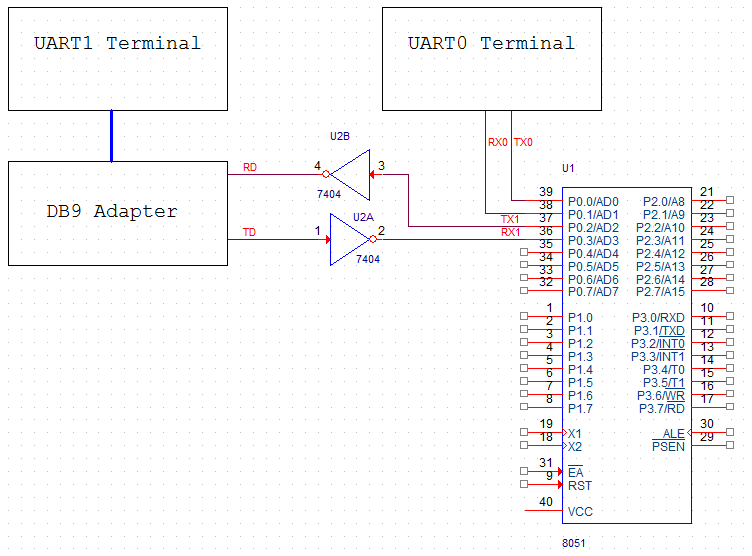 UART1 Terminal
UART0 Terminal
U2B
RX0 TX0
RD
4
3
U1
7404
DB9 Adapter
U2A
TX1
TD
1
2
RX1
7404
39 P0.0/AD0 P2.0/A8 21
38 P0.1/AD1 P2.1/A9 22
37 P0.2/AD2 P2.2/A10 23
36 P0.3/AD3 P2.3/A11 24
35 P0.4/AD4 P2.4/A12 25
34 P0.5/AD5 P2.5/A13 26
33 P0.6/AD6 P2.6/A14 27
32 P0.7/AD7 P2.7/A15 28
1 P1.0 P3.0/RXD 10
2 P1.1 P3.1/TXD 11
3 P1.2 P3.2/INT0 12
4 P1.3 P3.3/INT1 13
5 P1.4 P3.4/T0 14
6 P1.5 P3.5/T1 15
7 P1.6 P3.6/WR 16
8 P1.7 P3.7/RD 17
19 X1 ALE 30
18 X2 PSEN 29
31 EA
9 RST
40 VCC
8051